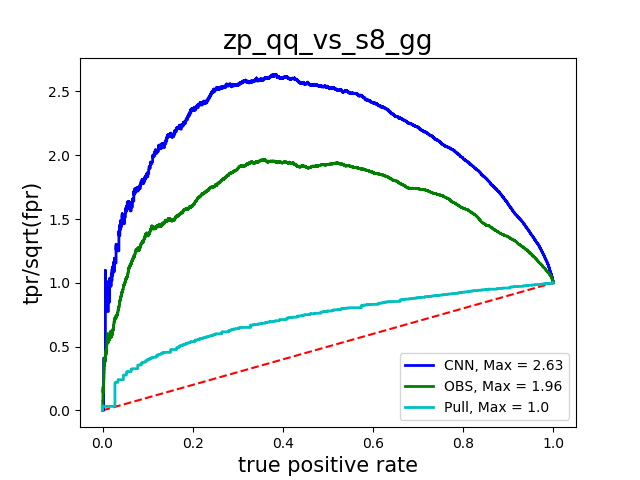 zp_qq_vs_s8_gg
tpr/sqrt(fpr)
2.5
2.0
1.5
1.0
0.5
0.0
CNN, Max = 2.63
OBS, Max = 1.96
Pull, Max = 1.0
0.0 0.2 0.4 0.6 0.8 1.0
true positive rate